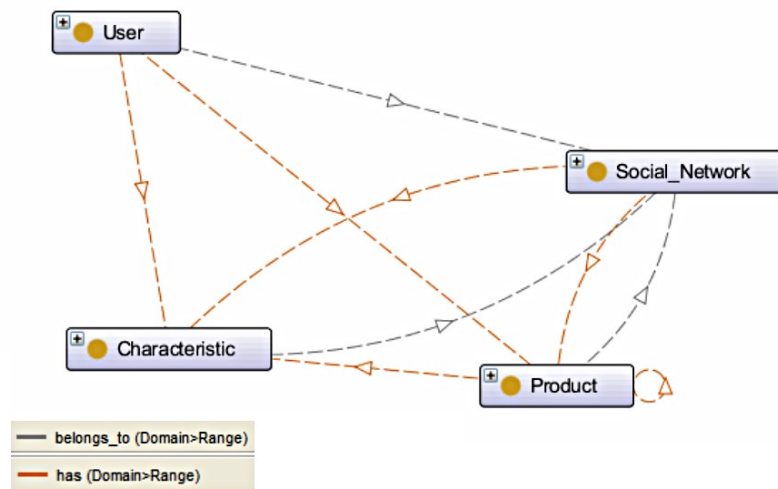 User
Social_Network
Characteristic
Product
belongs_to (Domain>Range)
has (Domain>Range)